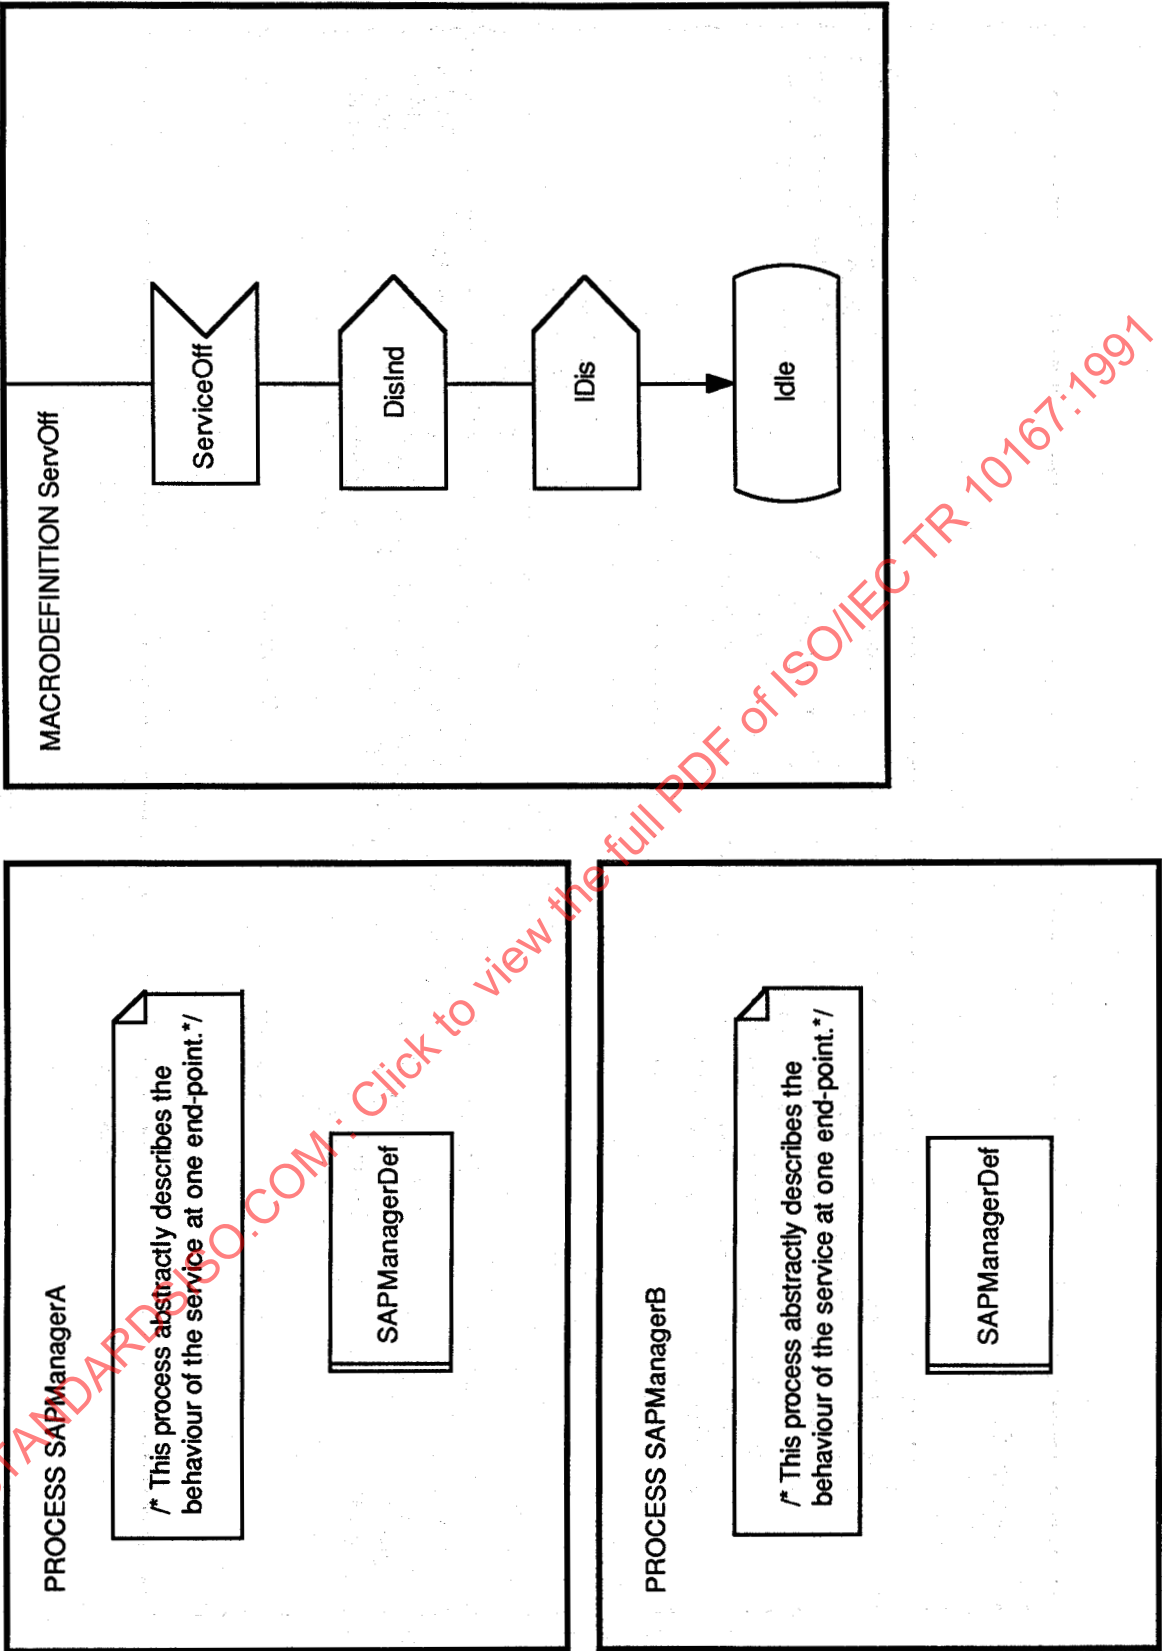 PROCESS SAPManagerA
/* This process abstractly describes the
behaviour of the service at one end-point.*/
SAPManagerDef
PROCESS SAPManagerB
/* This process abstractly describes the
behaviour of the service at one end-point.*/
SAPManagerDef
MACRODEFINITION ServOff
ServiceOff
DisInd
IDis
Idle
STANDARDSISO.COM : Click to view the full PDF of ISO/IEC TR 10167:1991